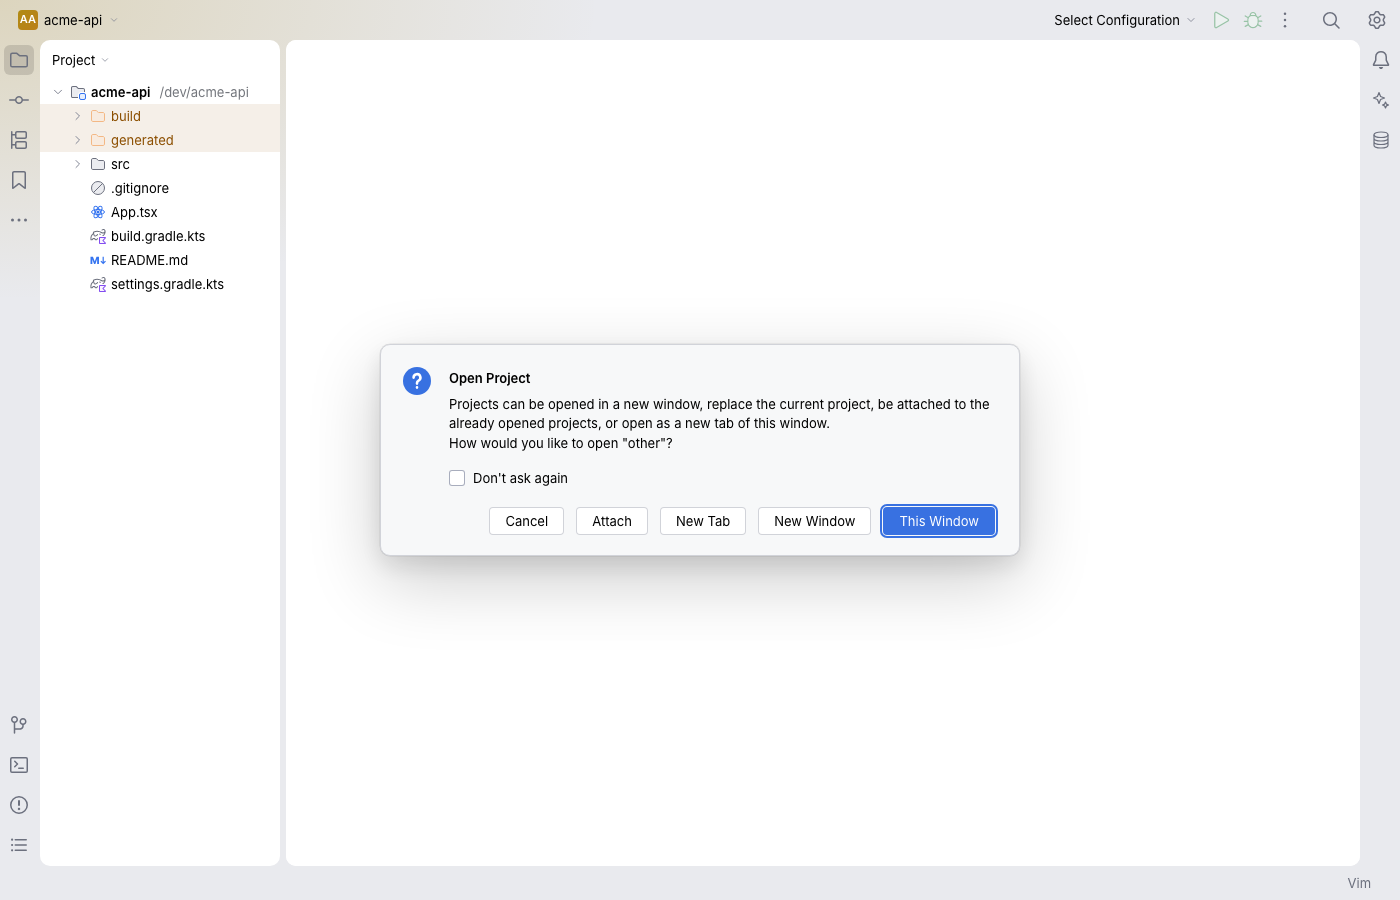 AA acme-api
Select Configuration
Project
acme-api /dev/acme-api
build
generated
src
.gitignore
App.tsx
build.gradle.kts
M↓ README.md
settings.gradle.kts
?
Open Project
Projects can be opened in a new window, replace the current project, be attached to the
already opened projects, or open as a new tab of this window.
How would you like to open "other"?
Don't ask again
Cancel Attach New Tab New Window This Window
Vim